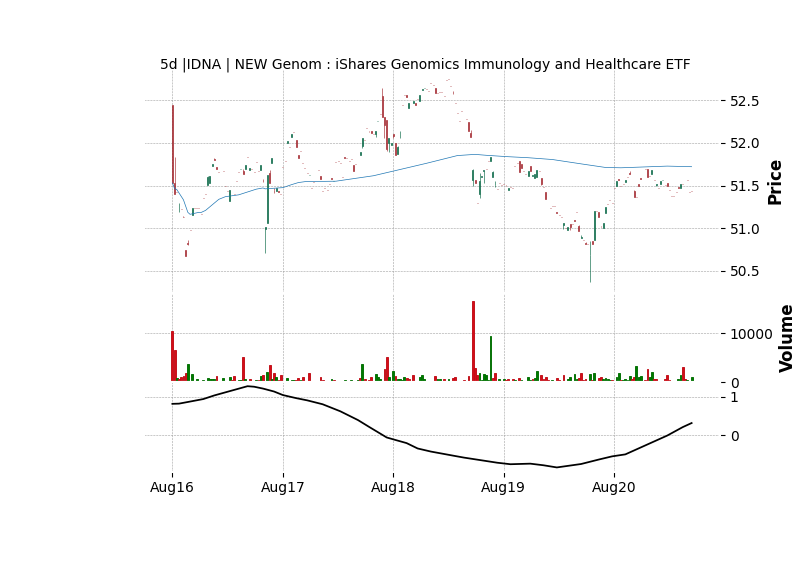 5d |IDNA | NEW Genom : iShares Genomics Immunology and Healthcare ETF
52.5
52.0
51.5
51.0
50.5
Price
10000
0
Volume
1
0
Aug16 Aug17 Aug18 Aug19 Aug20